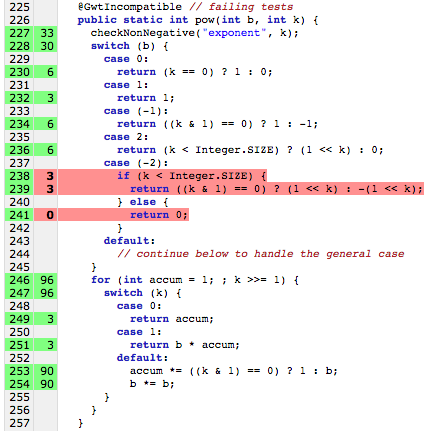 225 @GwtIncompatible // failing tests
226 public static int pow(int b, int k) {
227 33 checkNonNegative("exponent", k);
228 30 switch (b) {
229 case 0:
230 6 return (k == 0) ? 1 : 0;
231 case 1:
232 3 return 1;
233 case (-1):
234 6 return ((k & 1) == 0) ? 1 : -1;
235 case 2:
236 6 return (k < Integer.SIZE) ? (1 << k) : 0;
237 case (-2):
238 3 if (k < Integer.SIZE) {
239 3 return ((k & 1) == 0) ? (1 << k) : -(1 << k);
240 } else {
241 0 return 0;
242 }
243 default:
244 // continue below to handle the general case
245 }
246 96 for (int accum = 1; ; k >>= 1) {
247 96 switch (k) {
248 case 0:
249 3 return accum;
250 case 1:
251 3 return b * accum;
252 default:
253 90 accum *= ((k & 1) == 0) ? 1 : b;
254 90 b *= b;
255 }
256 }
257 }